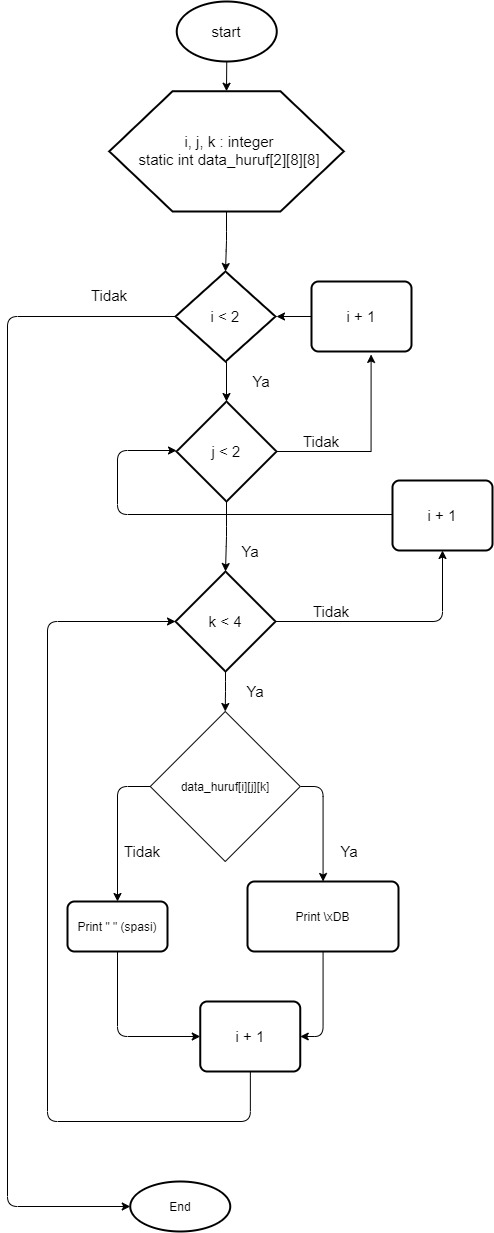 start
i, j, k : integer
static int data_huruf[2][8][8]
Tidak
i < 2
i + 1
Ya
j < 2
Tidak
i + 1
Ya
k < 4
Tidak
Ya
data_huruf[i][j][k]
Tidak
Ya
Print " " (spasi)
Print \xDB
i + 1
End